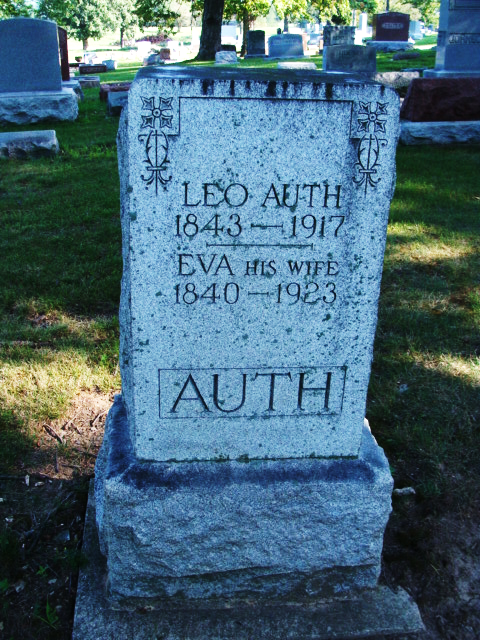 LEO AUTH
1843 — 1917
EVA HIS WIFE
1840 — 1923
AUTH